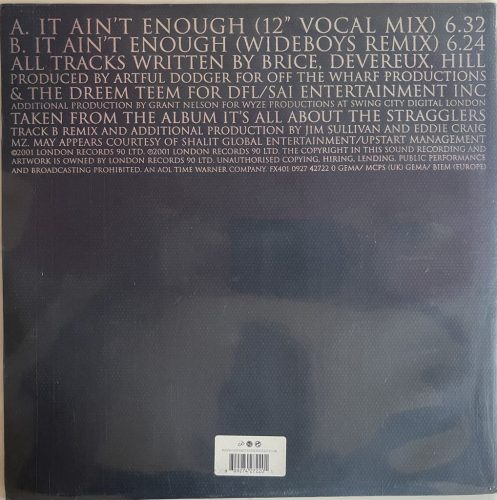 A. IT AIN'T ENOUGH (12" VOCAL MIX) 6.32
B. IT AIN'T ENOUGH (WIDEBOYS REMIX) 6.24
ALL TRACKS WRITTEN BY BRICE, DEVEREUX, HILL
PRODUCED BY ARTFUL DODGER FOR OFF THE WHARF PRODUCTIONS
& THE DREEM TEEM FOR DFL/SAI ENTERTAINMENT INC
ADDITIONAL PRODUCTION BY GRANT NELSON FOR WYZE PRODUCTIONS AT SWING CITY DIGITAL LONDON
TAKEN FROM THE ALBUM IT'S ALL ABOUT THE STRAGGLERS
TRACK B REMIX AND ADDITIONAL PRODUCTION BY JIM SULLIVAN AND EDDIE CRAIG
MZ. MAY APPEARS COURTESY OF SHALIT GLOBAL ENTERTAINMENT/UPSTART MANAGEMENT
℗2001 LONDON RECORDS 90 LTD. ©2001 LONDON RECORDS 90 LTD. THE COPYRIGHT IN THIS SOUND RECORDING AND
ARTWORK IS OWNED BY LONDON RECORDS 90 LTD. UNAUTHORISED COPYING, HIRING, LENDING, PUBLIC PERFORMANCE
AND BROADCASTING PROHIBITED. AN AOL TIME WARNER COMPANY. FX401 0927 42722 0 GEMA/ MCPS (UK) GEMA/ BIEM (EUROPE)